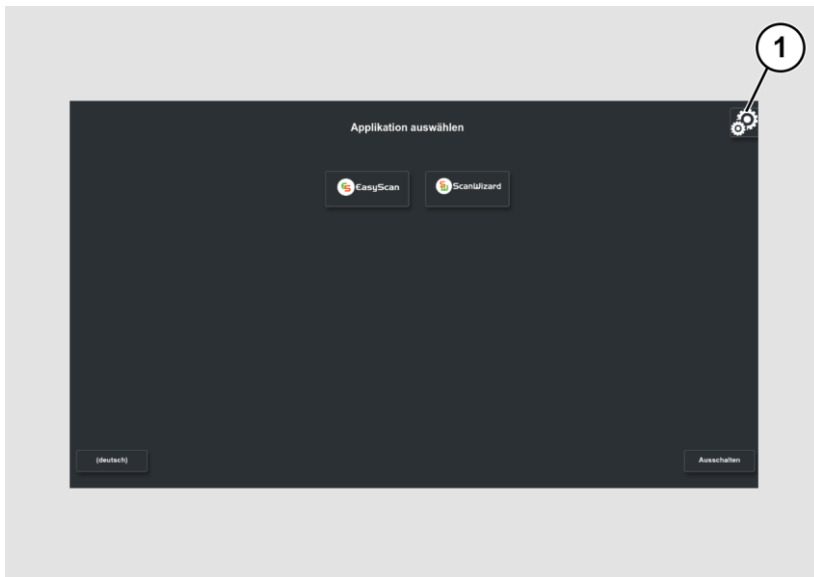 1
Applikation auswählen
EasyScan
ScanWizard
(deutsch)
Ausschalten